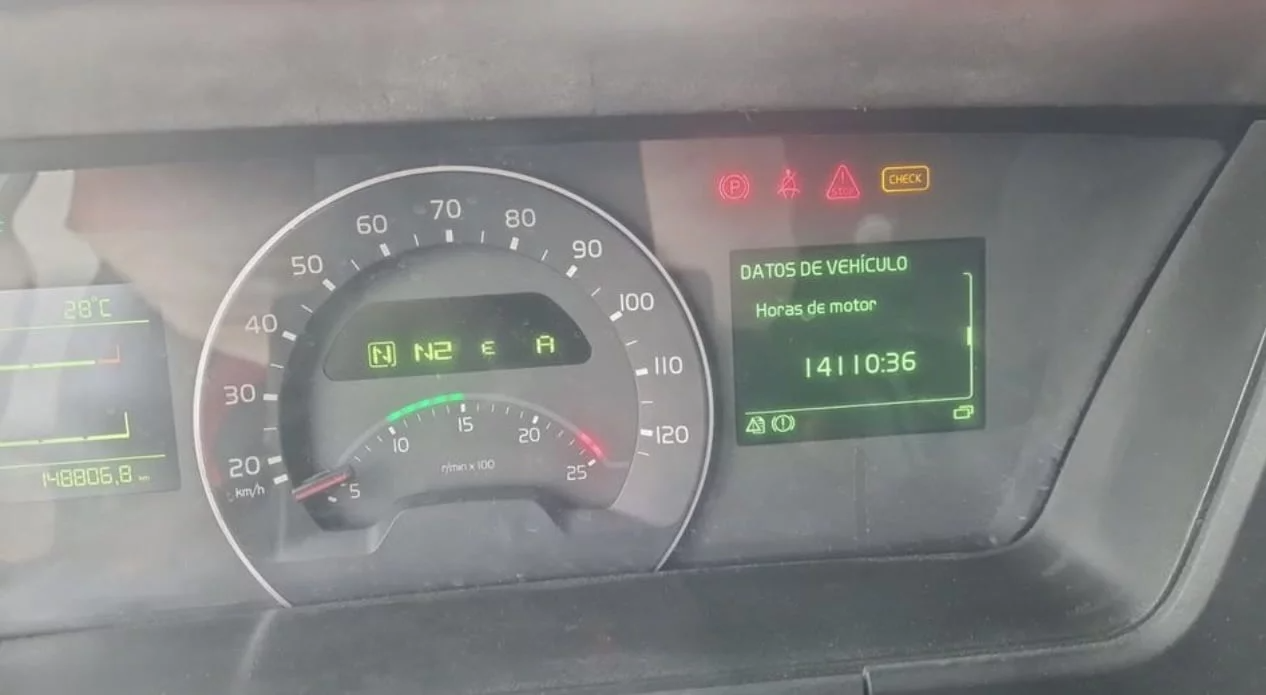 28°C
148806,8 km
20
30
40
50
60
70
80
90
100
110
120
km/h
N N2 E A
5
10
15
20
25
r/min x 100
P
STOP
CHECK
DATOS DE VEHÍCULO
Horas de motor
14110:36